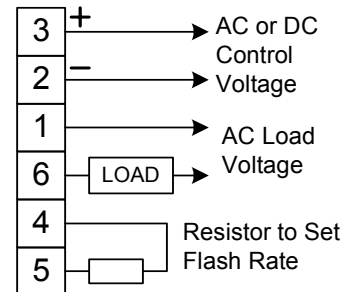 3 + AC or DC
Control
2 – Voltage
1 AC Load
Voltage
6 LOAD
4 Resistor to Set
Flash Rate
5